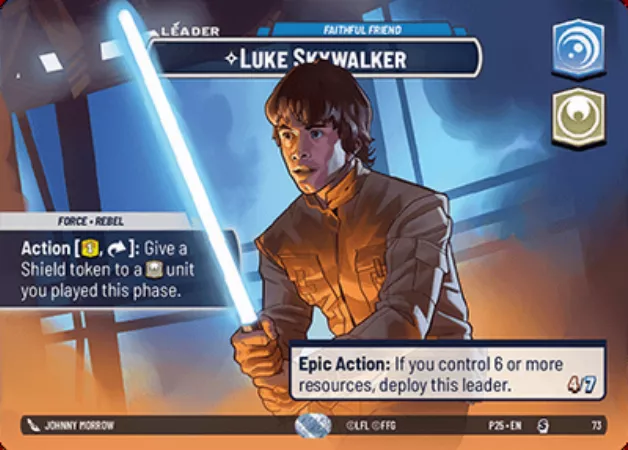 LEADER
FAITHFUL FRIEND
LUKE SKYWALKER
FORCE • REBEL
Action [1, ]: Give a
Shield token to a unit
you played this phase.
Epic Action: If you control 6 or more
resources, deploy this leader.
4/7
JOHNNY MORROW
©LFL ©FFG
P25 • EN
73